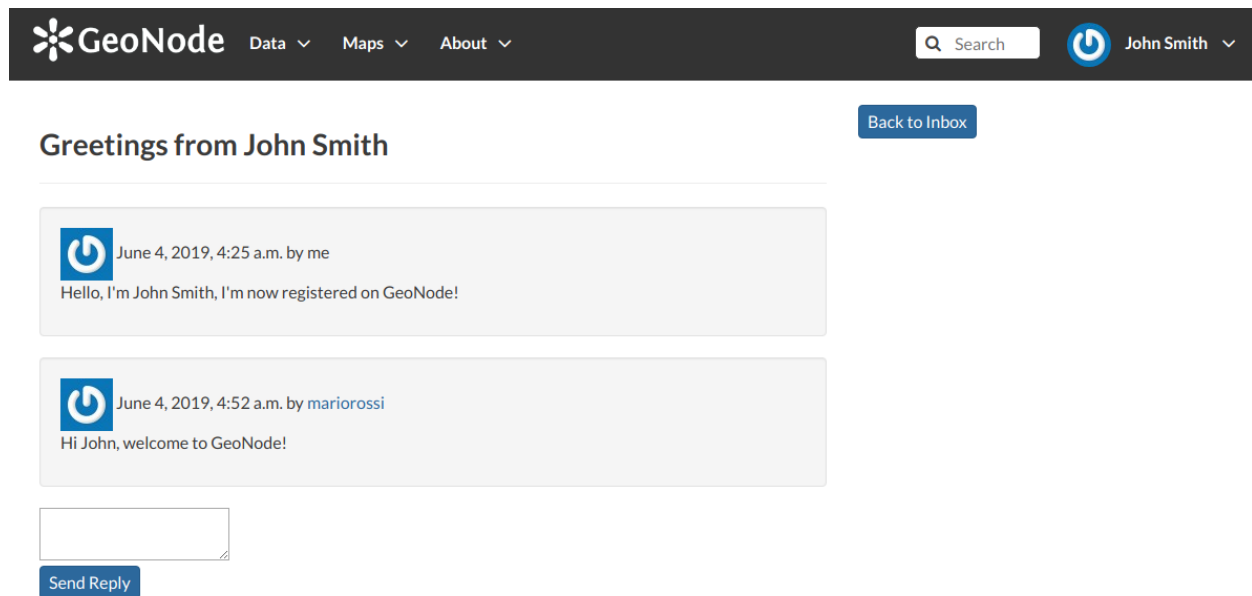 GeoNode Data Maps About Search John Smith
Back to Inbox
Greetings from John Smith
June 4, 2019, 4:25 a.m. by me
Hello, I'm John Smith, I'm now registered on GeoNode!
June 4, 2019, 4:52 a.m. by mariorossi
Hi John, welcome to GeoNode!
Send Reply